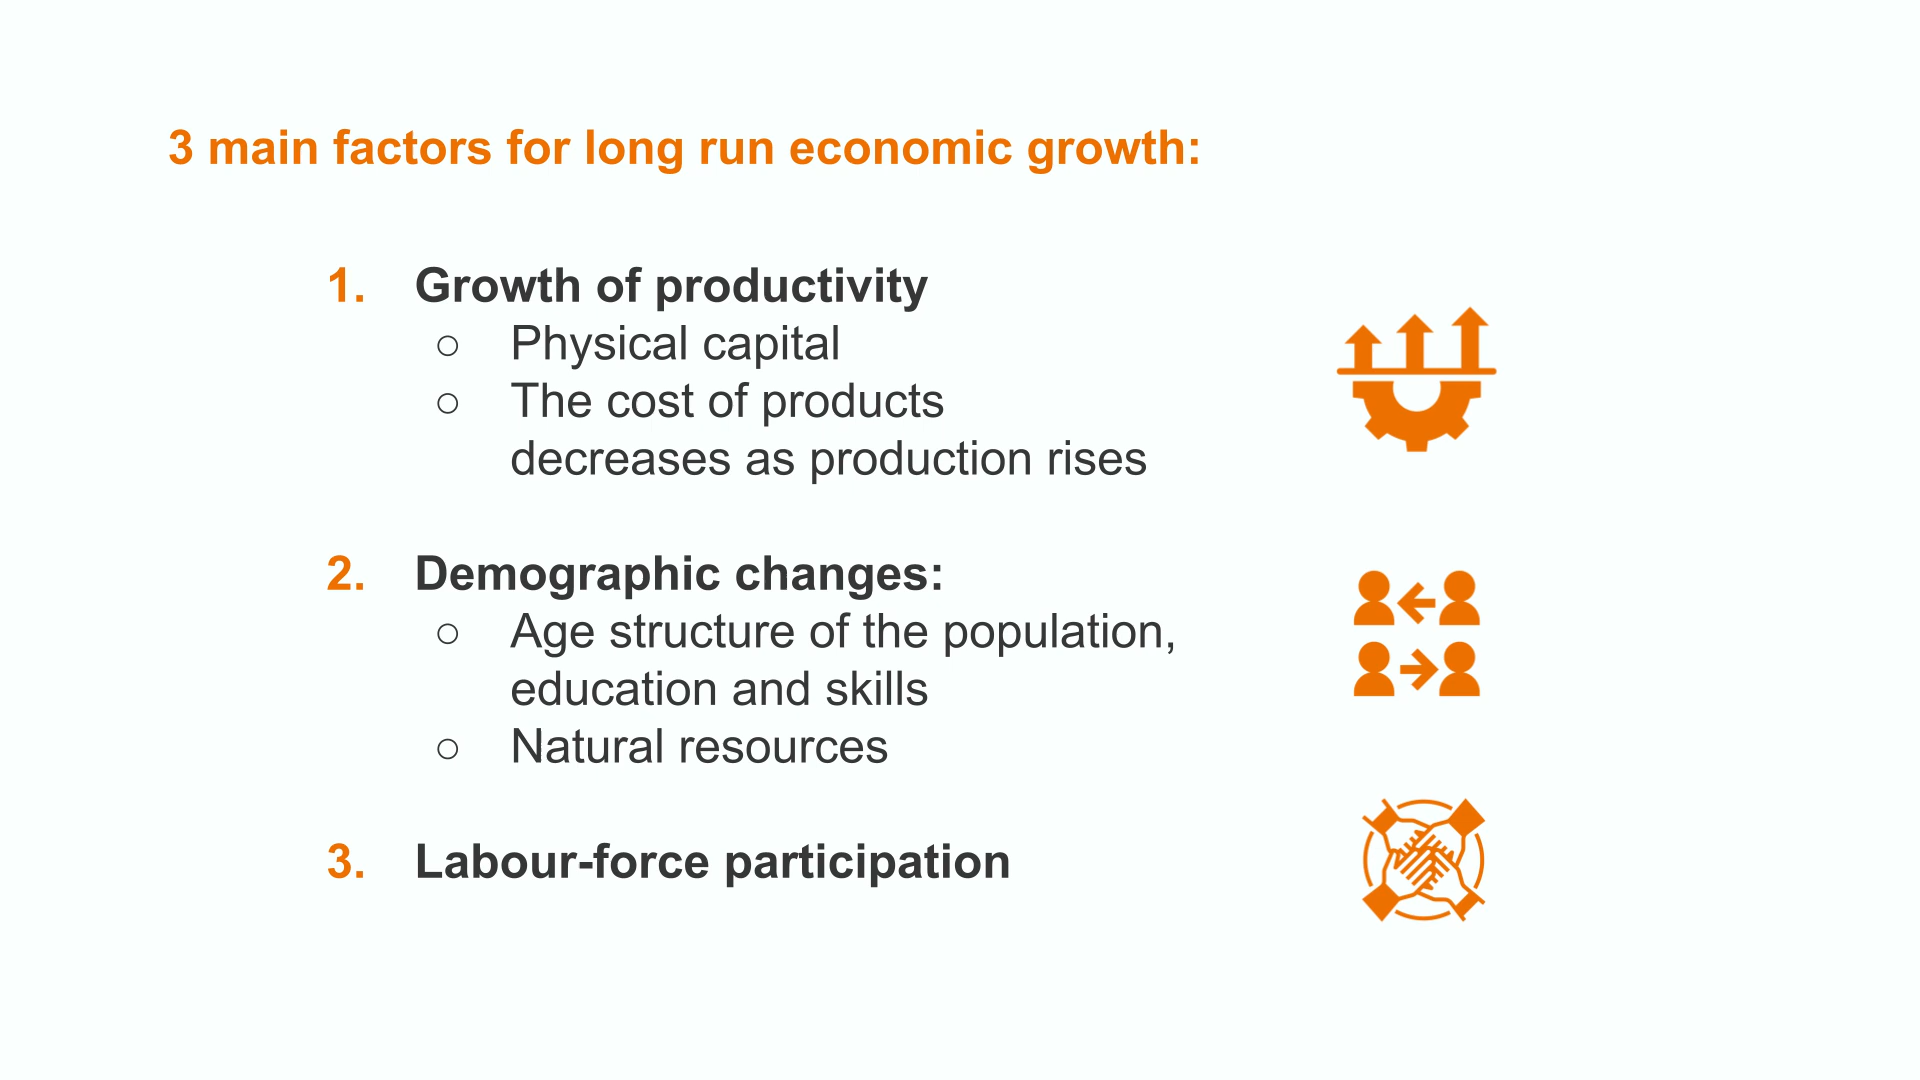 3 main factors for long run economic growth:
1. Growth of productivity
○ Physical capital
○ The cost of products
decreases as production rises
2. Demographic changes:
○ Age structure of the population,
education and skills
○ Natural resources
3. Labour-force participation